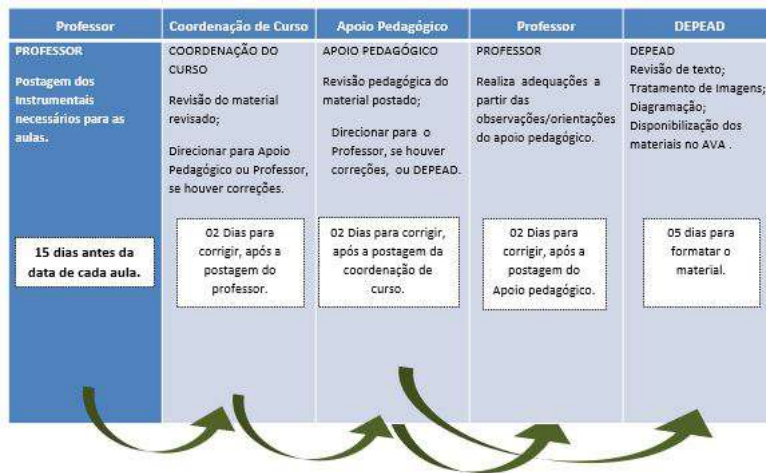 Professor
Coordenação de Curso
Apoio Pedagógico
Professor
DEPEAD
PROFESSOR
Postagem dos
Instrumentais
necessários para as
aulas.
15 dias antes da
data de cada aula.
COORDENAÇÃO DO
CURSO
Revisão do material
revisado;
Direcionar para Apoio
Pedagógico ou Professor,
se houver correções.
02 Dias para
corrigir, após a
postagem do
professor.
APOIO PEDAGÓGICO
Revisão pedagógica do
material postado;
Direcionar para o
Professor, se houver
correções, ou DEPEAD.
02 Dias para corrigir,
após a postagem da
coordenação de
curso.
PROFESSOR
Realiza adequações a
partir das
observações/orientações
do apoio pedagógico.
02 Dias para
corrigir, após a
postagem do
Apoio pedagógico.
DEPEAD
Revisão de texto;
Tratamento de Imagens;
Diagramação;
Disponibilização dos
materiais no AVA .
05 dias para
formatar o
material.